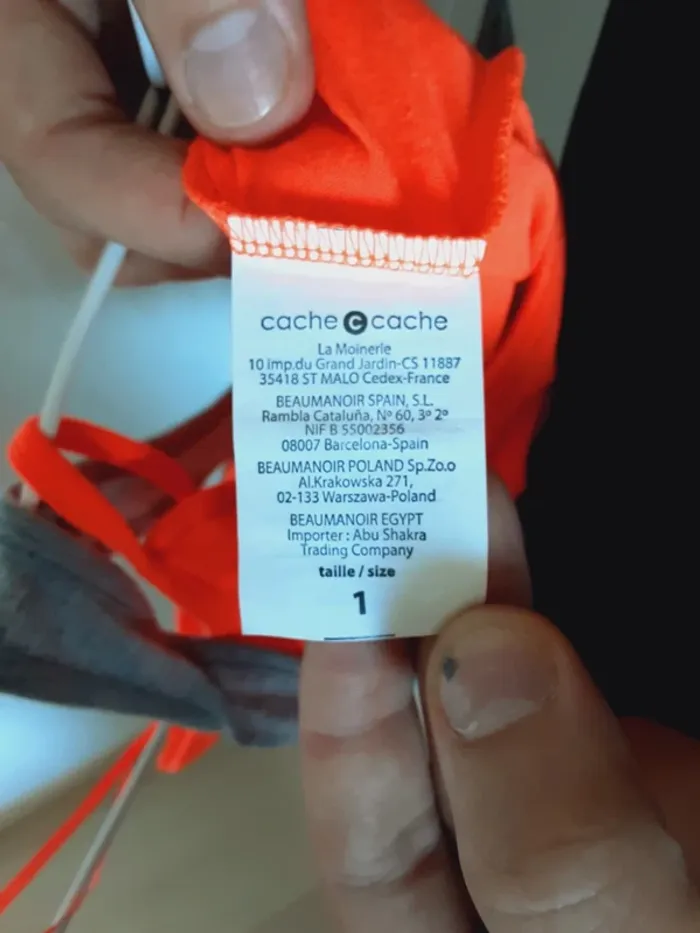 cache c cache
La Moinerie
10 imp.du Grand Jardin-CS 11887
35418 ST MALO Cedex-France
BEAUMANOIR SPAIN, S.L.
Rambla Cataluña, Nº 60, 3º 2º
NIF B 55002356
08007 Barcelona-Spain
BEAUMANOIR POLAND Sp.Zo.o
Al.Krakowska 271,
02-133 Warszawa-Poland
BEAUMANOIR EGYPT
Importer : Abu Shakra
Trading Company
taille / size
1